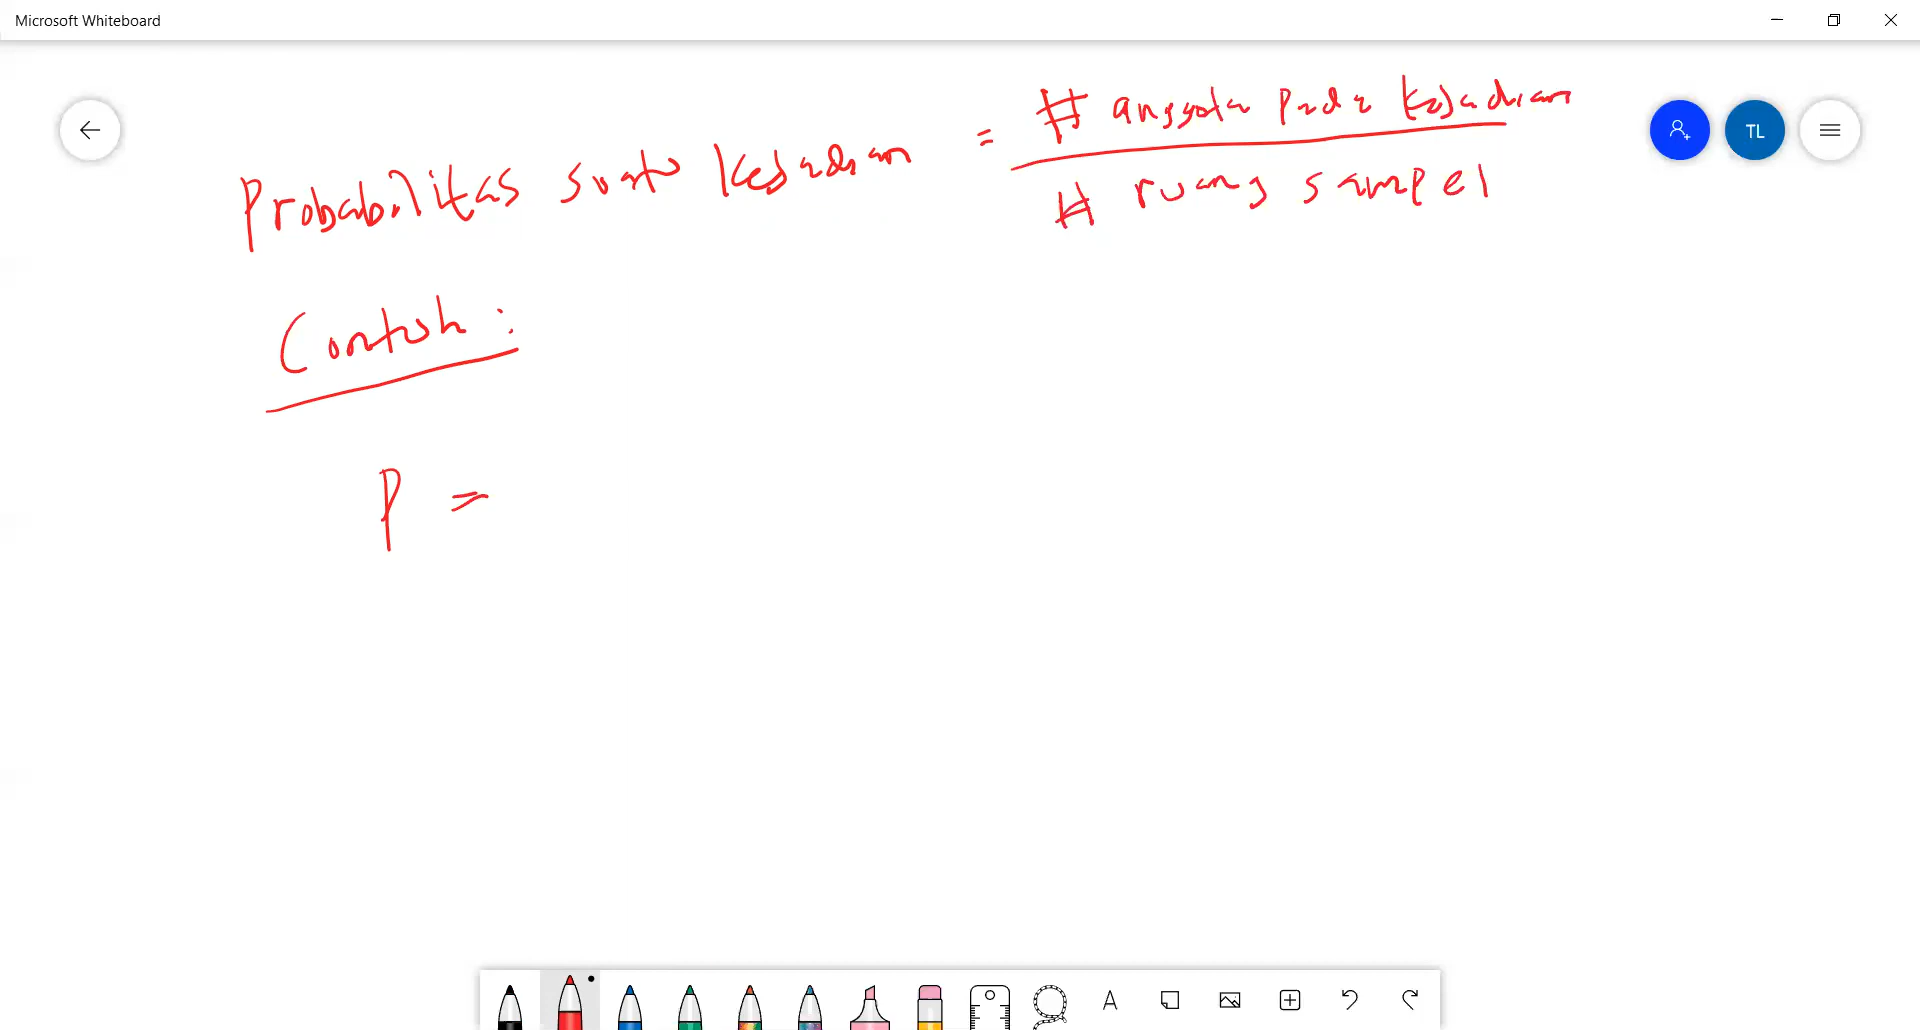 Microsoft Whiteboard
# anggota pada kejadian
Probabilitas suatu kejadian =
# ruang sampel
TL
Contoh :
P =
A